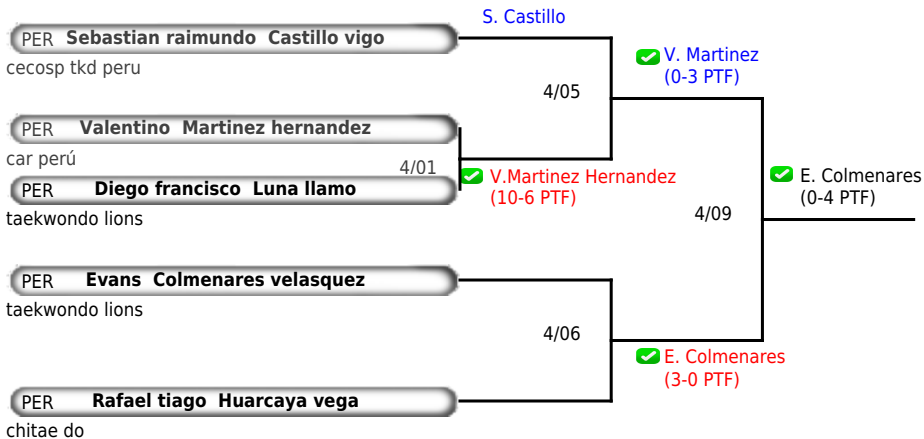 S. Castillo
PER Sebastian raimundo Castillo vigo
cecosp tkd peru
4/05
V. Martinez
(0-3 PTF)
PER Valentino Martinez hernandez
car perú
4/01
V.Martinez Hernandez
(10-6 PTF)
PER Diego francisco Luna llamo
taekwondo lions
4/09
E. Colmenares
(0-4 PTF)
PER Evans Colmenares velasquez
taekwondo lions
4/06
E. Colmenares
(3-0 PTF)
PER Rafael tiago Huarcaya vega
chitae do